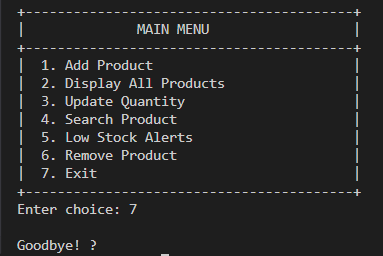 +------------------------------------+
|            MAIN MENU               |
+------------------------------------+
|  1. Add Product                    |
|  2. Display All Products           |
|  3. Update Quantity                |
|  4. Search Product                 |
|  5. Low Stock Alerts               |
|  6. Remove Product                 |
|  7. Exit                           |
+------------------------------------+
Enter choice: 7
Goodbye! ?